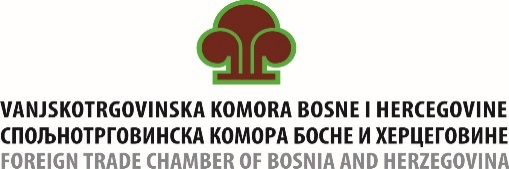 VANJSKOTRGOVINSKA KOMORA BOSNE I HERCEGOVINE
СПОЉНОТРГОВИНСКА КОМОРА БОСНЕ И ХЕРЦЕГОВИНЕ
FOREIGN TRADE CHAMBER OF BOSNIA AND HERZEGOVINA